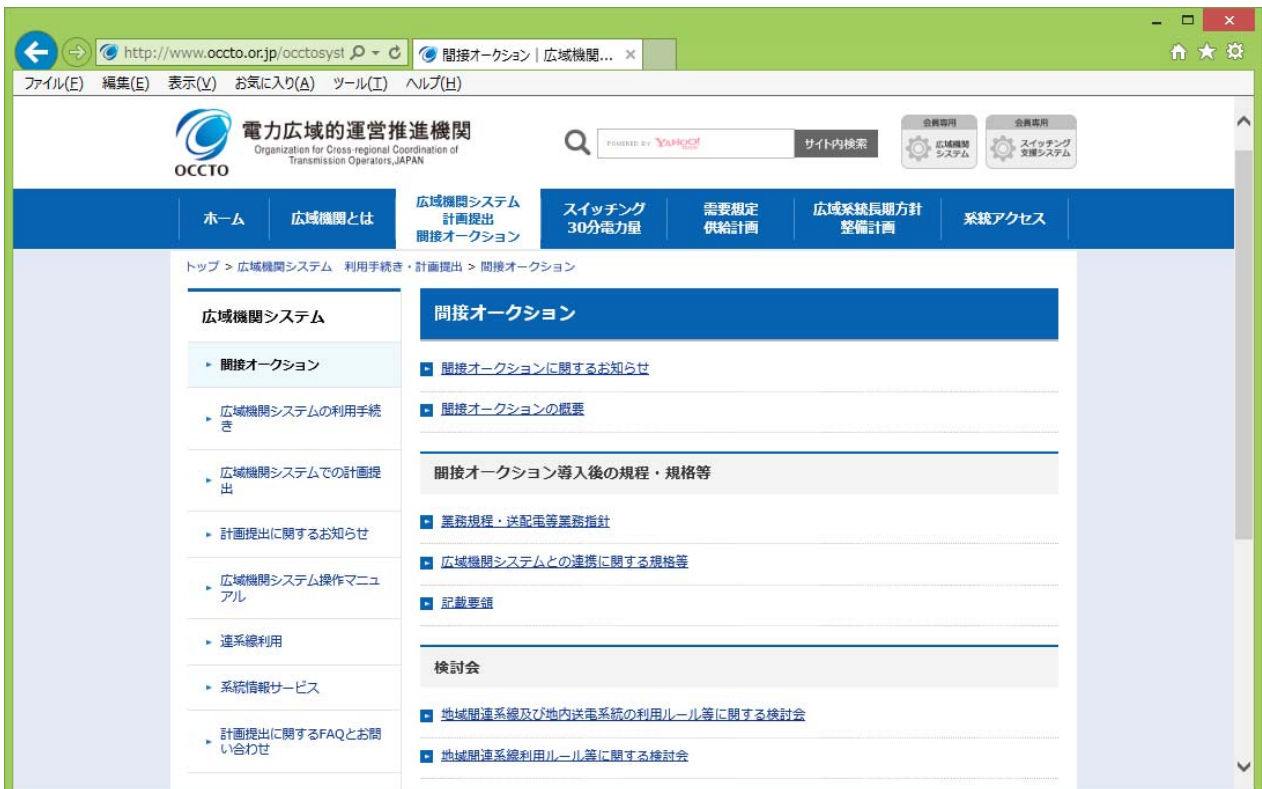 http://www.occto.or.jp/occtosyst
間接オークション | 広域機関...
ファイル(F) 編集(E) 表示(V) お気に入り(A) ツール(T) ヘルプ(H)
OCCTO
電力広域的運営推進機関
Organization for Cross-regional Coordination of
Transmission Operators,JAPAN
POWERED BY YAHOO!
サイト内検索
会員専用
広域機関
システム
会員専用
スイッチング
支援システム
ホーム
広域機関とは
広域機関システム
計画提出
間接オークション
スイッチング
30分電力量
需要想定
供給計画
広域系統長期方針
整備計画
系統アクセス
トップ > 広域機関システム 利用手続き・計画提出 > 間接オークション
広域機関システム
間接オークション
広域機関システムの利用手続
き
広域機関システムでの計画提
出
計画提出に関するお知らせ
広域機関システム操作マニュ
アル
連系線利用
系統情報サービス
計画提出に関するFAQとお問
い合わせ
間接オークション
間接オークションに関するお知らせ
間接オークションの概要
間接オークション導入後の規程・規格等
業務規程・送配電等業務指針
広域機関システムとの連携に関する規格等
記載要領
検討会
地域間連系線及び地内送電系統の利用ルール等に関する検討会
地域間連系線利用ルール等に関する検討会